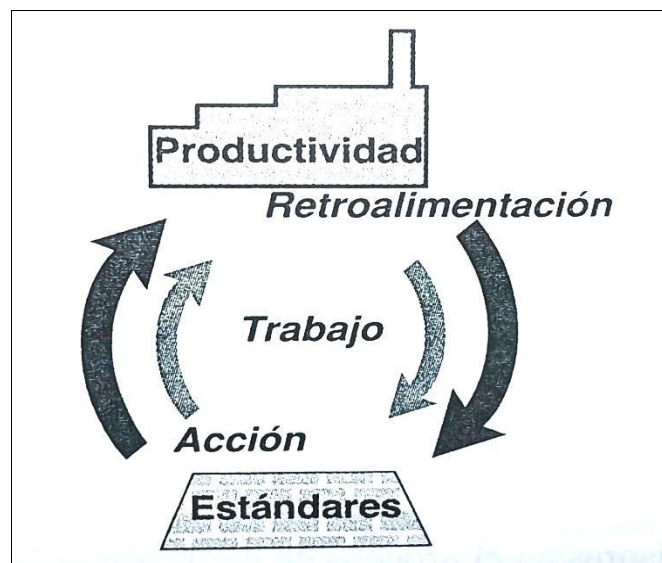 Productividad
Retroalimentación
Trabajo
Acción
Estándares